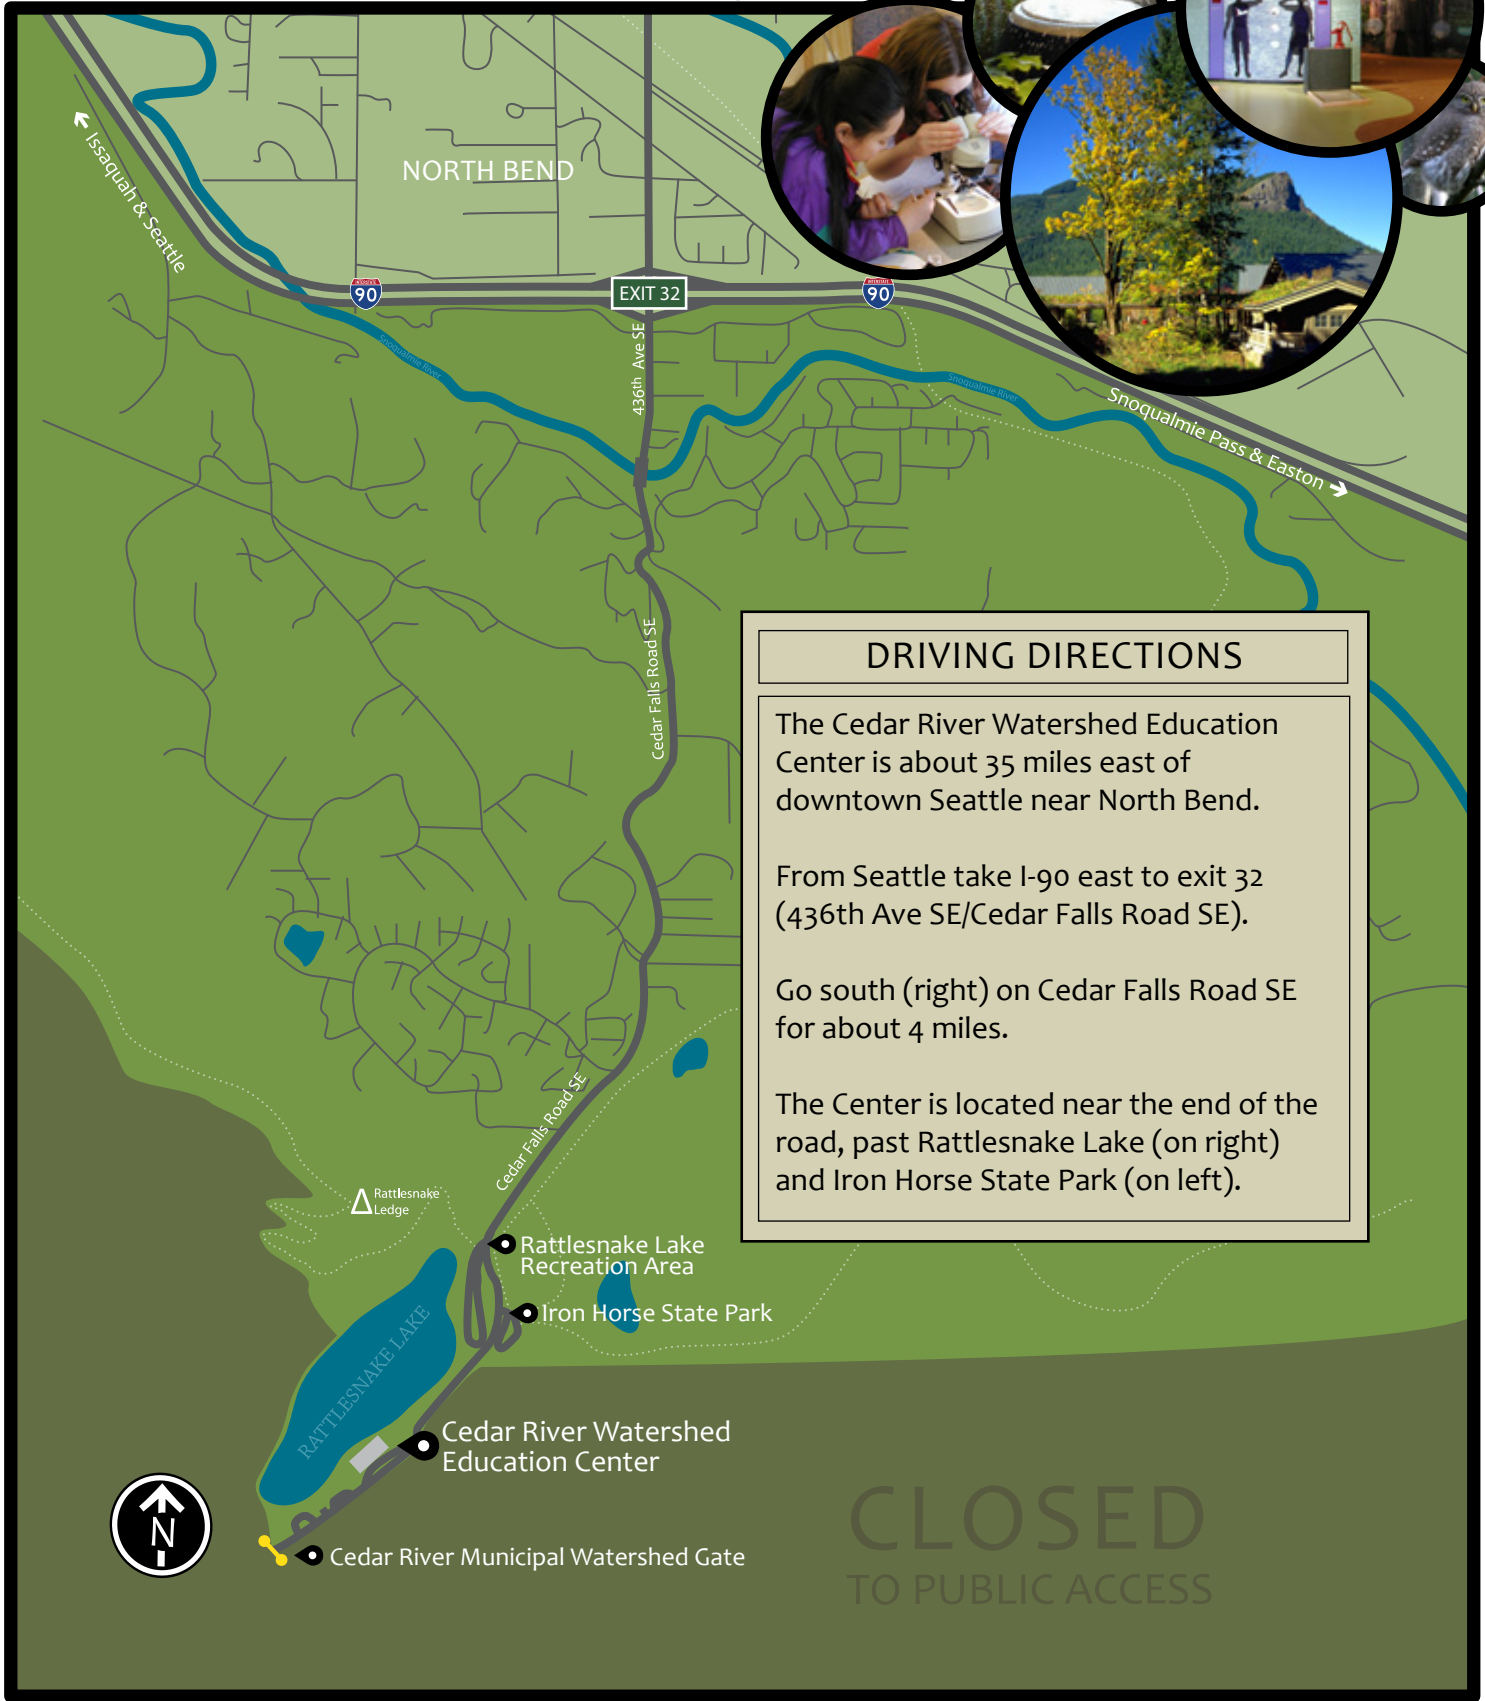 NORTH BEND
Issaquah & Seattle
INTERSTATE
90
EXIT 32
INTERSTATE
90
436th Ave SE
Snoqualmie River
Snoqualmie River
Snoqualmie Pass & Easton
Cedar Falls Road SE
DRIVING DIRECTIONS
The Cedar River Watershed Education
Center is about 35 miles east of
downtown Seattle near North Bend.
From Seattle take I-90 east to exit 32
(436th Ave SE/Cedar Falls Road SE).
Go south (right) on Cedar Falls Road SE
for about 4 miles.
The Center is located near the end of the
road, past Rattlesnake Lake (on right)
and Iron Horse State Park (on left).
Cedar Falls Road SE
Rattlesnake
Ledge
Rattlesnake Lake
Recreation Area
Iron Horse State Park
RATTLESNAKE LAKE
Cedar River Watershed
Education Center
N
Cedar River Municipal Watershed Gate
CLOSED
TO PUBLIC ACCESS